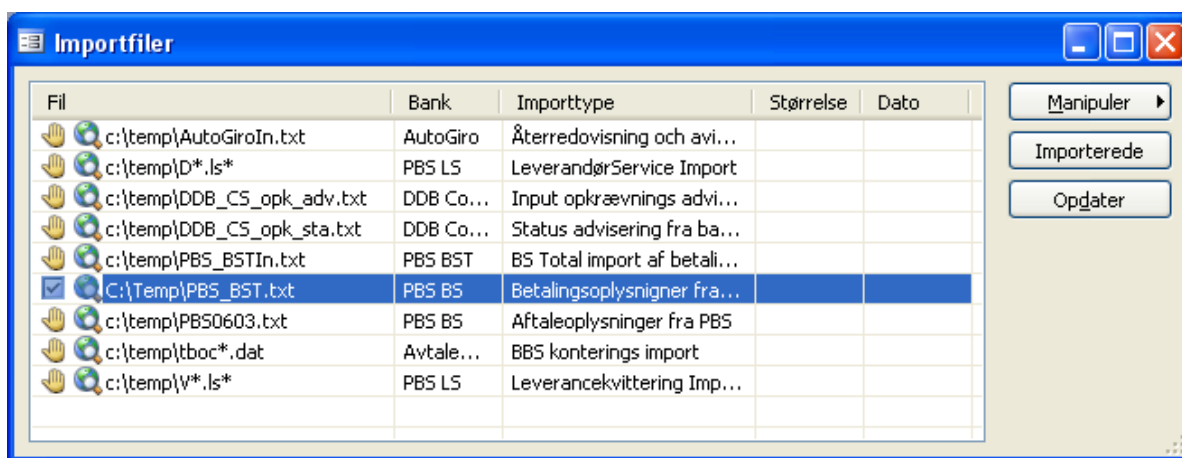 Importfiler
Fil Bank Importtype Størrelse Dato
c:\temp\AutoGiroIn.txt AutoGiro Återredovisning och avi...
c:\temp\D*.ls* PBS LS LeverandørService Import
c:\temp\DDB_CS_opk_adv.txt DDB Co... Input opkrævnings advi...
c:\temp\DDB_CS_opk_sta.txt DDB Co... Status advisering fra ba...
c:\temp\PBS_BSTIn.txt PBS BST BS Total import af betali...
C:\Temp\PBS_BST.txt PBS BS Betalingsoplysnigner fra...
c:\temp\PBS0603.txt PBS BS Aftaleoplysninger fra PBS
c:\temp\tboc*.dat Avtale... BBS konterings import
c:\temp\V*.ls* PBS LS Leverancekvittering Imp...
Manipuler
Importerede
Opdater